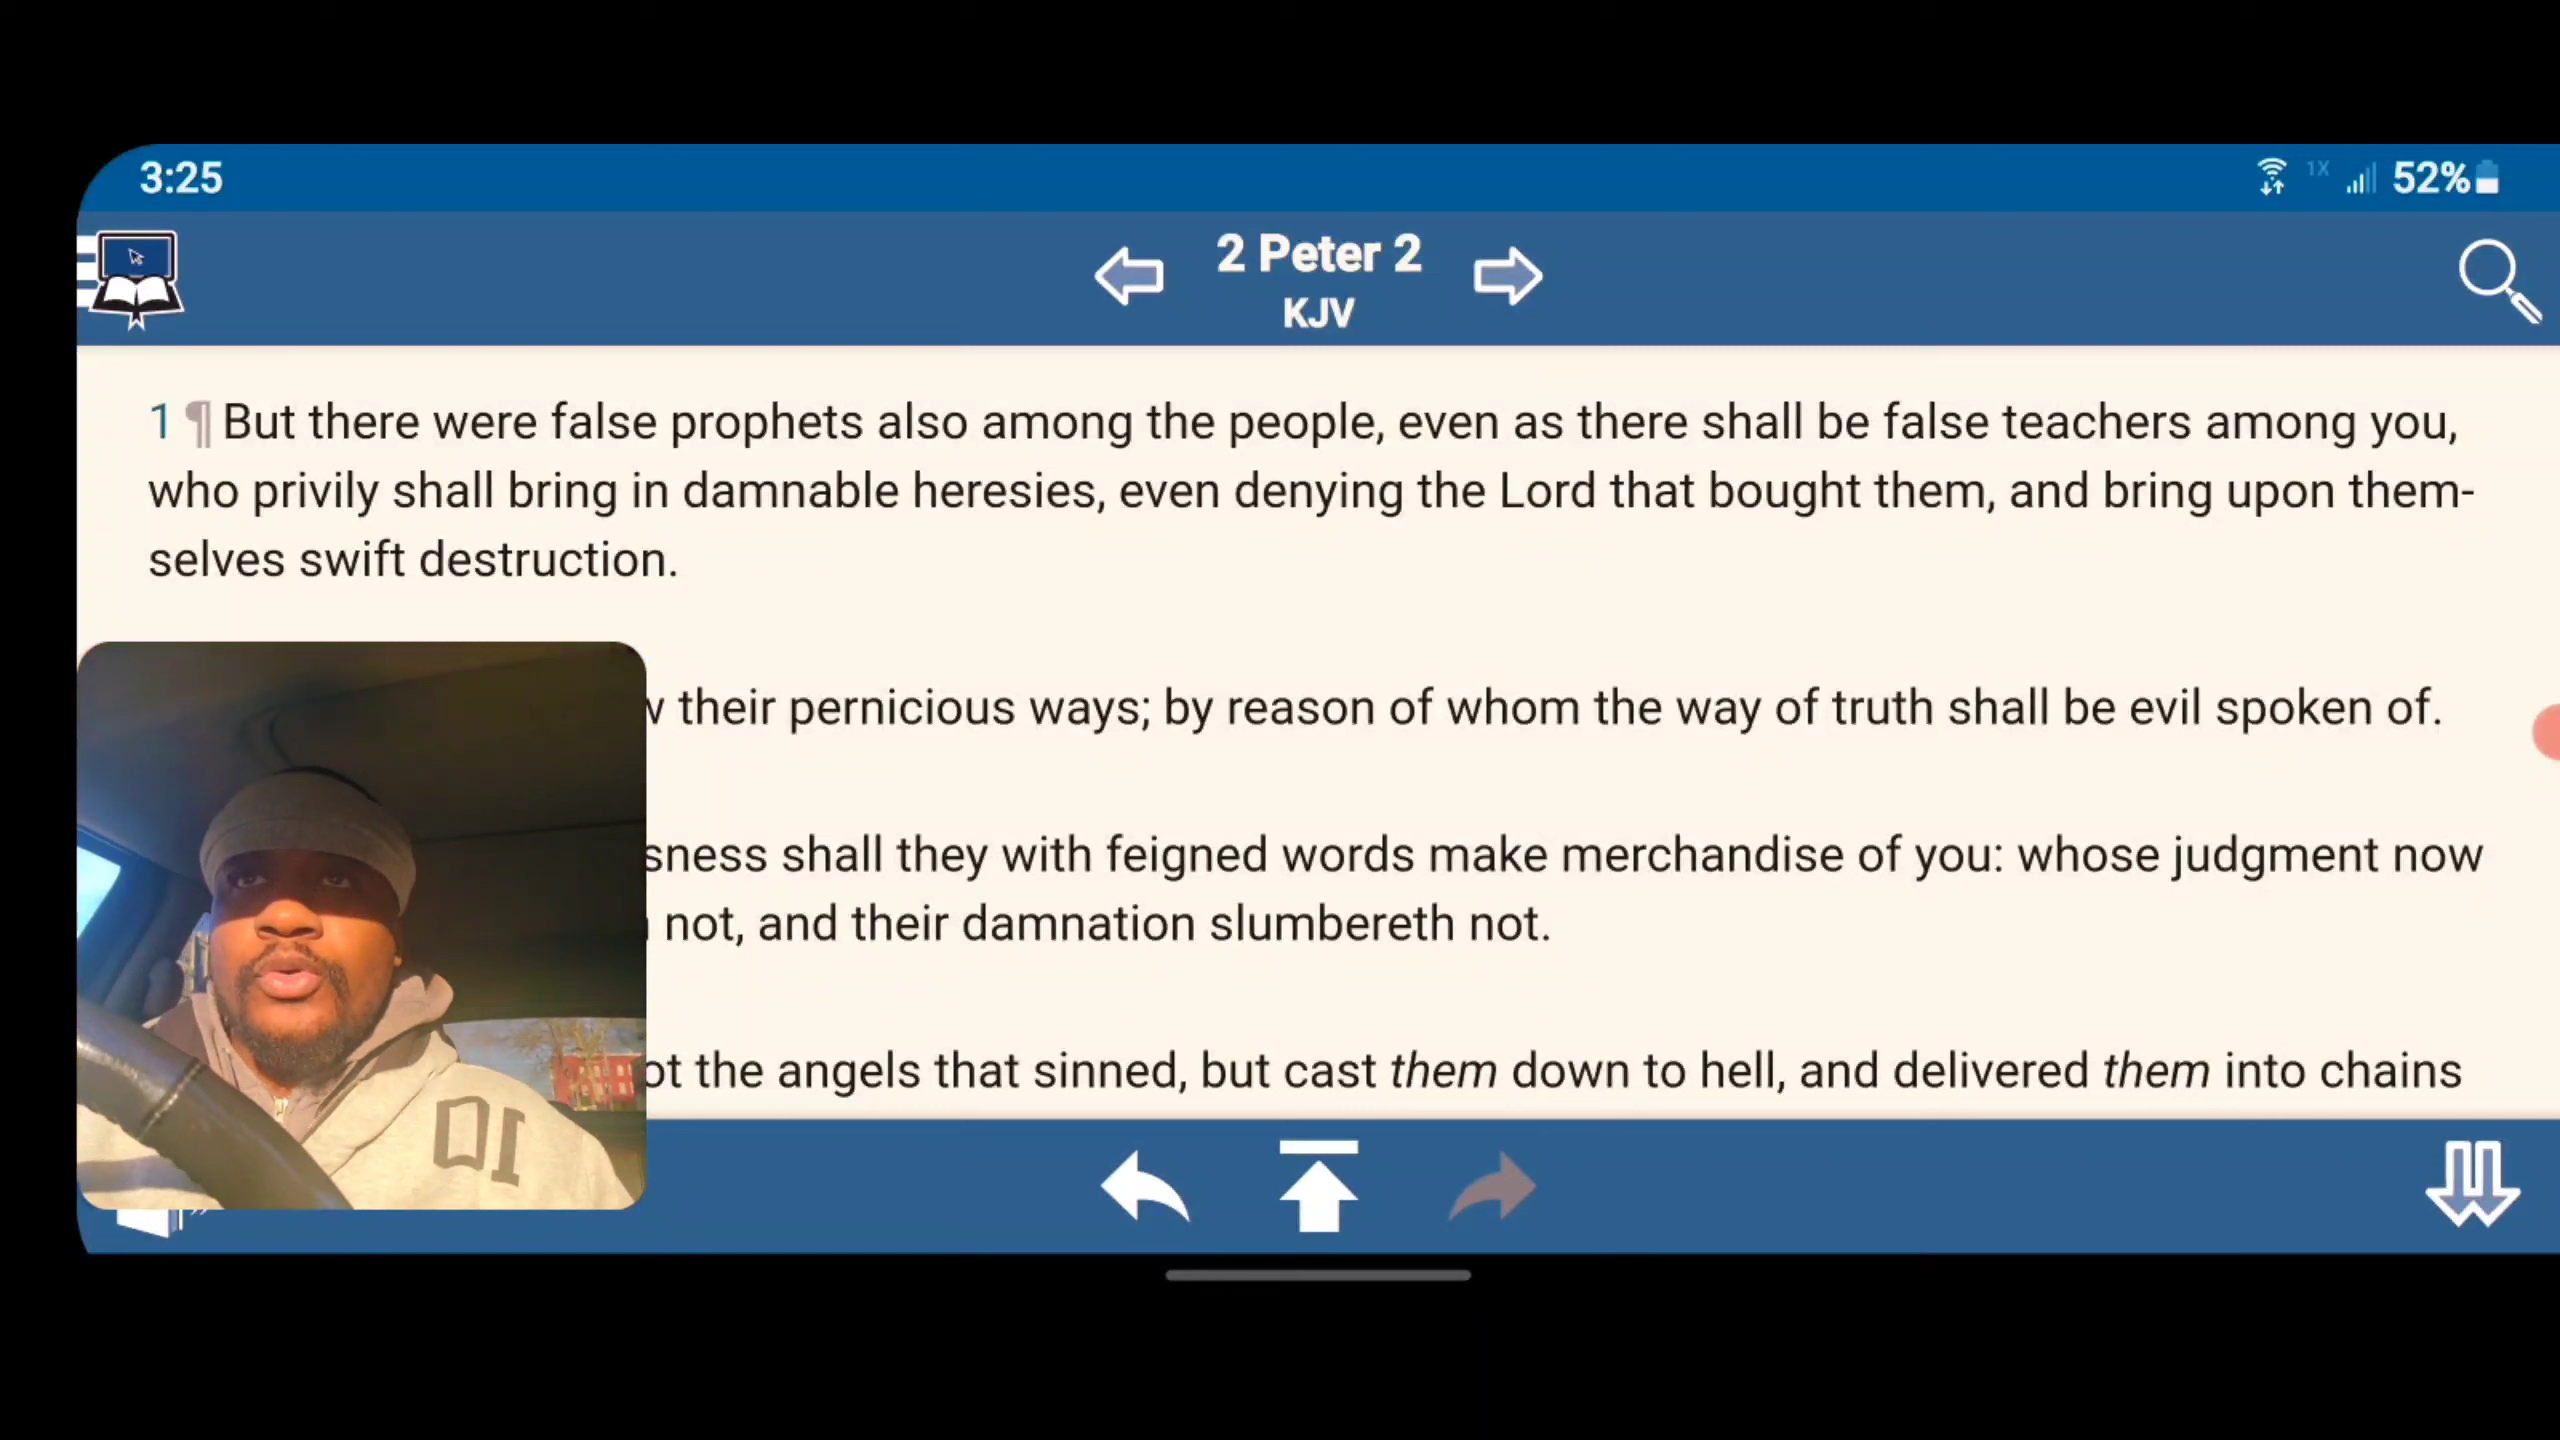 3:25
1X 52%
2 Peter 2
KJV
1 ¶ But there were false prophets also among the people, even as there shall be false teachers among you,
who privily shall bring in damnable heresies, even denying the Lord that bought them, and bring upon them-
selves swift destruction.
their pernicious ways; by reason of whom the way of truth shall be evil spoken of.
sness shall they with feigned words make merchandise of you: whose judgment now
not, and their damnation slumbereth not.
the angels that sinned, but cast them down to hell, and delivered them into chains